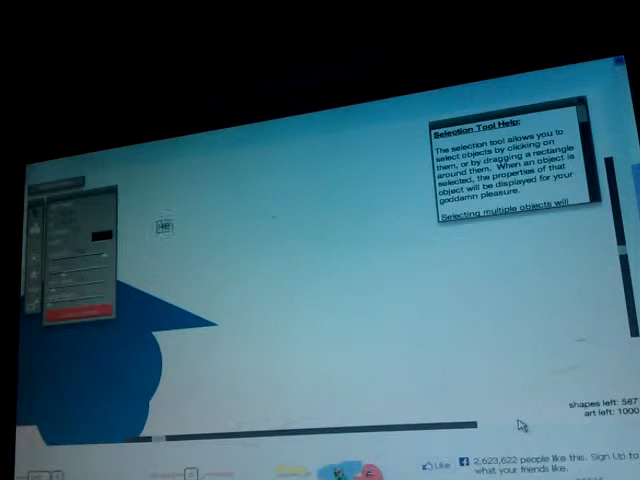 Selection Tool Help:
The selection tool allows you to
select objects by clicking on
them, or by dragging a rectangle
around them. When an object is
selected, the properties of that
object will be displayed for your
goddamn pleasure.
Selecting multiple objects will
shapes left: 587
art left: 1000
Like
2,623,622 people like this. Sign Up to
what your friends like.